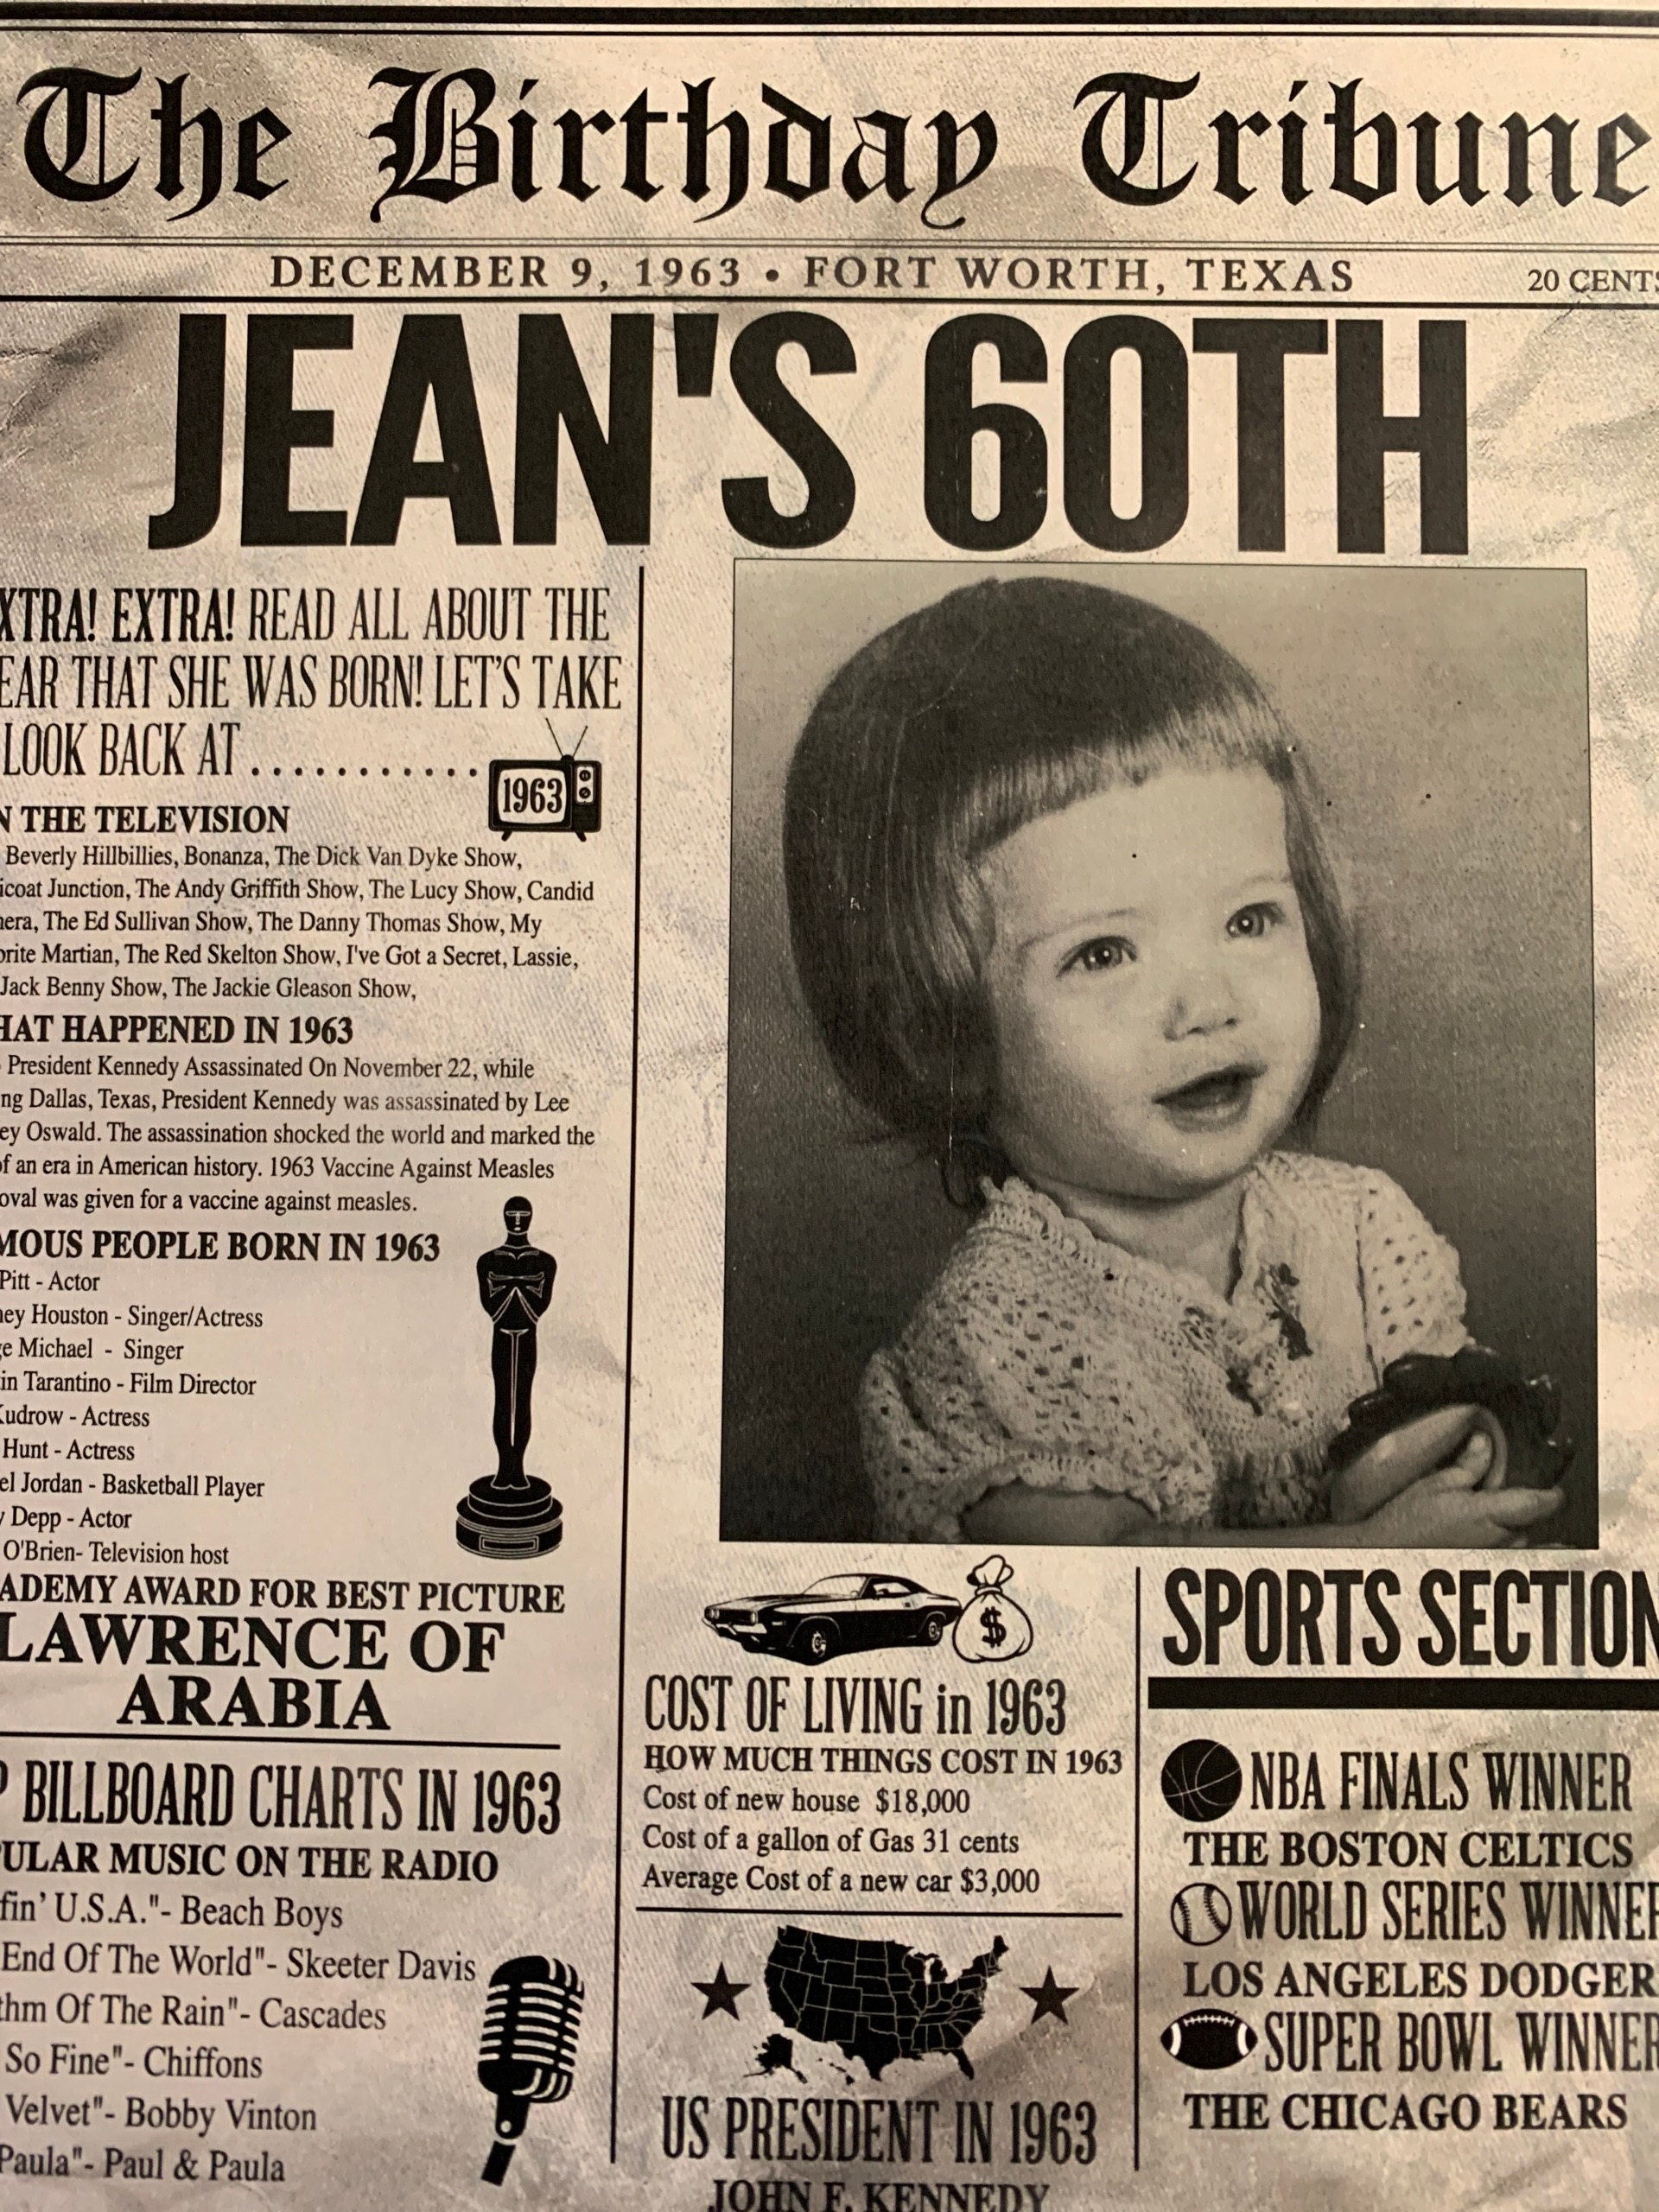 The Birthday Tribune
DECEMBER 9, 1963 • FORT WORTH, TEXAS
20 CENTS
JEAN'S 60TH
XTRA! EXTRA! READ ALL ABOUT THE
EAR THAT SHE WAS BORN! LET'S TAKE
LOOK BACK AT...........
1963
N THE TELEVISION
Beverly Hillbillies, Bonanza, The Dick Van Dyke Show,
icoat Junction, The Andy Griffith Show, The Lucy Show, Candid
nera, The Ed Sullivan Show, The Danny Thomas Show, My
orite Martian, The Red Skelton Show, I've Got a Secret, Lassie,
Jack Benny Show, The Jackie Gleason Show,
HAT HAPPENED IN 1963
President Kennedy Assassinated On November 22, while
ng Dallas, Texas, President Kennedy was assassinated by Lee
ey Oswald. The assassination shocked the world and marked the
of an era in American history. 1963 Vaccine Against Measles
oval was given for a vaccine against measles.
MOUS PEOPLE BORN IN 1963
Pitt - Actor
ney Houston - Singer/Actress
ge Michael - Singer
tin Tarantino - Film Director
Kudrow - Actress
Hunt - Actress
el Jordan - Basketball Player
y Depp - Actor
O'Brien- Television host
ADEMY AWARD FOR BEST PICTURE
LAWRENCE OF
ARABIA
P BILLBOARD CHARTS IN 1963
PULAR MUSIC ON THE RADIO
fin' U.S.A."- Beach Boys
End Of The World"- Skeeter Davis
thm Of The Rain"- Cascades
So Fine"- Chiffons
Velvet"- Bobby Vinton
Paula"- Paul & Paula
$
COST OF LIVING in 1963
HOW MUCH THINGS COST IN 1963
Cost of new house $18,000
Cost of a gallon of Gas 31 cents
Average Cost of a new car $3,000
US PRESIDENT IN 1963
JOHN F. KENNEDY
SPORTS SECTION
NBA FINALS WINNER
THE BOSTON CELTICS
WORLD SERIES WINNER
LOS ANGELES DODGER
SUPER BOWL WINNER
THE CHICAGO BEARS